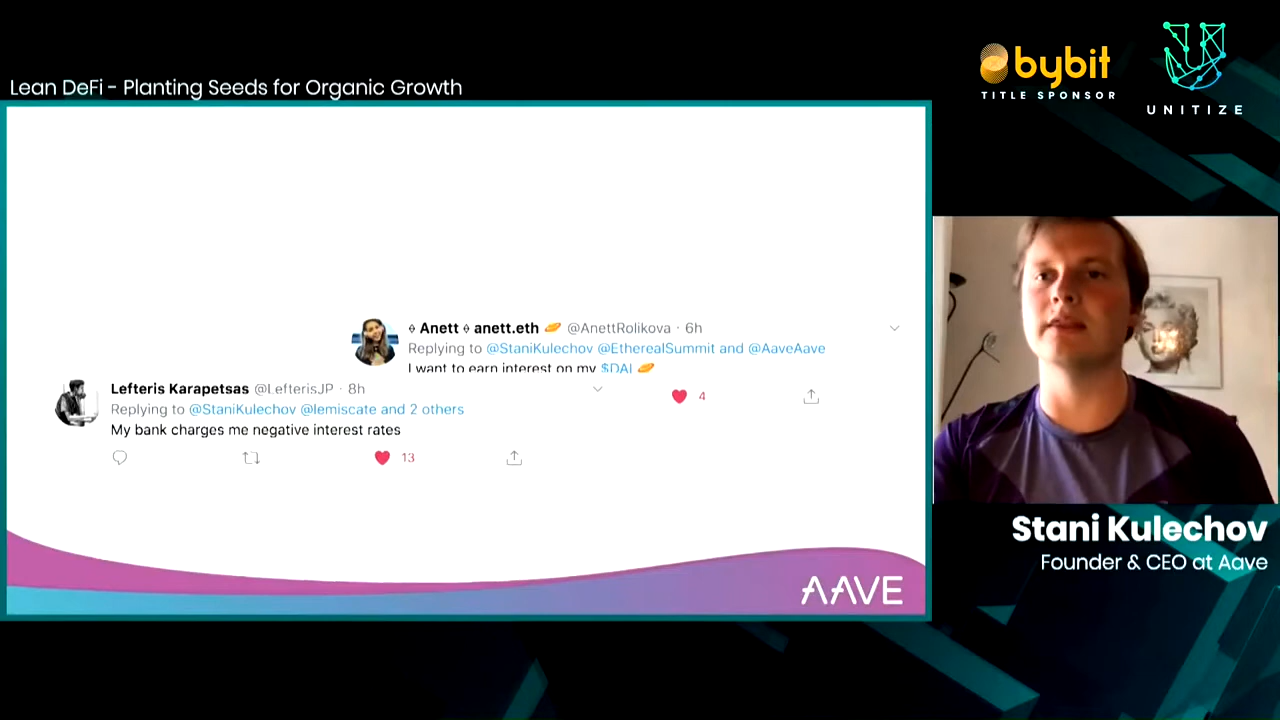 Lean DeFi - Planting Seeds for Organic Growth
bybit
TITLE SPONSOR
UNITIZE
Anett anett.eth @AnettRolikova · 6h
Replying to @StaniKulechov @EtherealSummit and @AaveAave
I want to earn interest on my $DAI
4
Lefteris Karapetsas @LefterisJP · 8h
Replying to @StaniKulechov @lemiscate and 2 others
My bank charges me negative interest rates
13
AAVE
Stani Kulechov
Founder & CEO at Aave